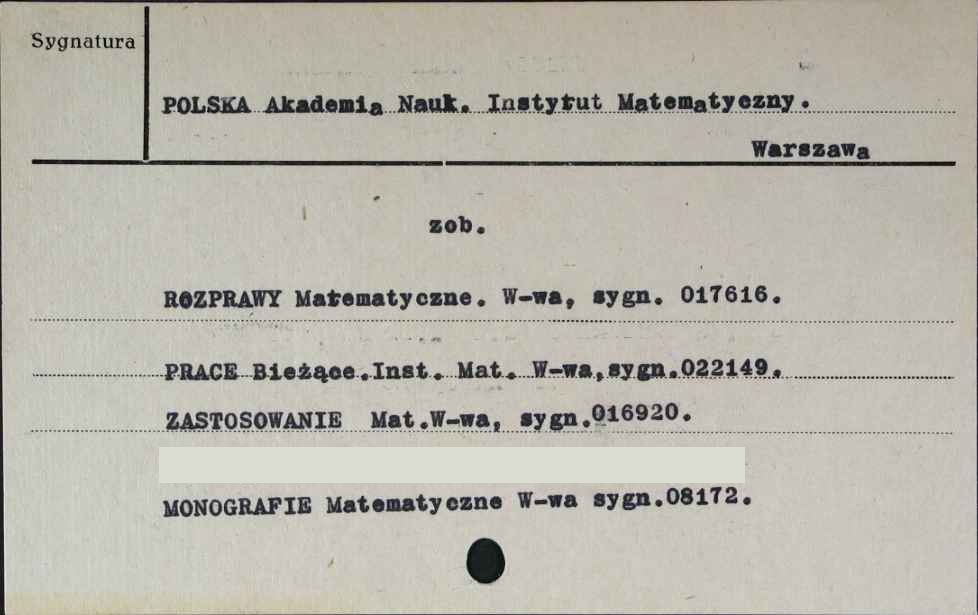 Sygnatura
POLSKA Akademia Nauk. Instytut Matematyczny.
Warszawa
zob.
ROZPRAWY Matematyczne. W-wa, sygn. 017616.
PRACE Bieżące.Inst. Mat. W-wa,sygn.022149.
ZASTOSOWANIE Mat.W-wa, sygn.016920.
MONOGRAFIE Matematyczne W-wa sygn.08172.